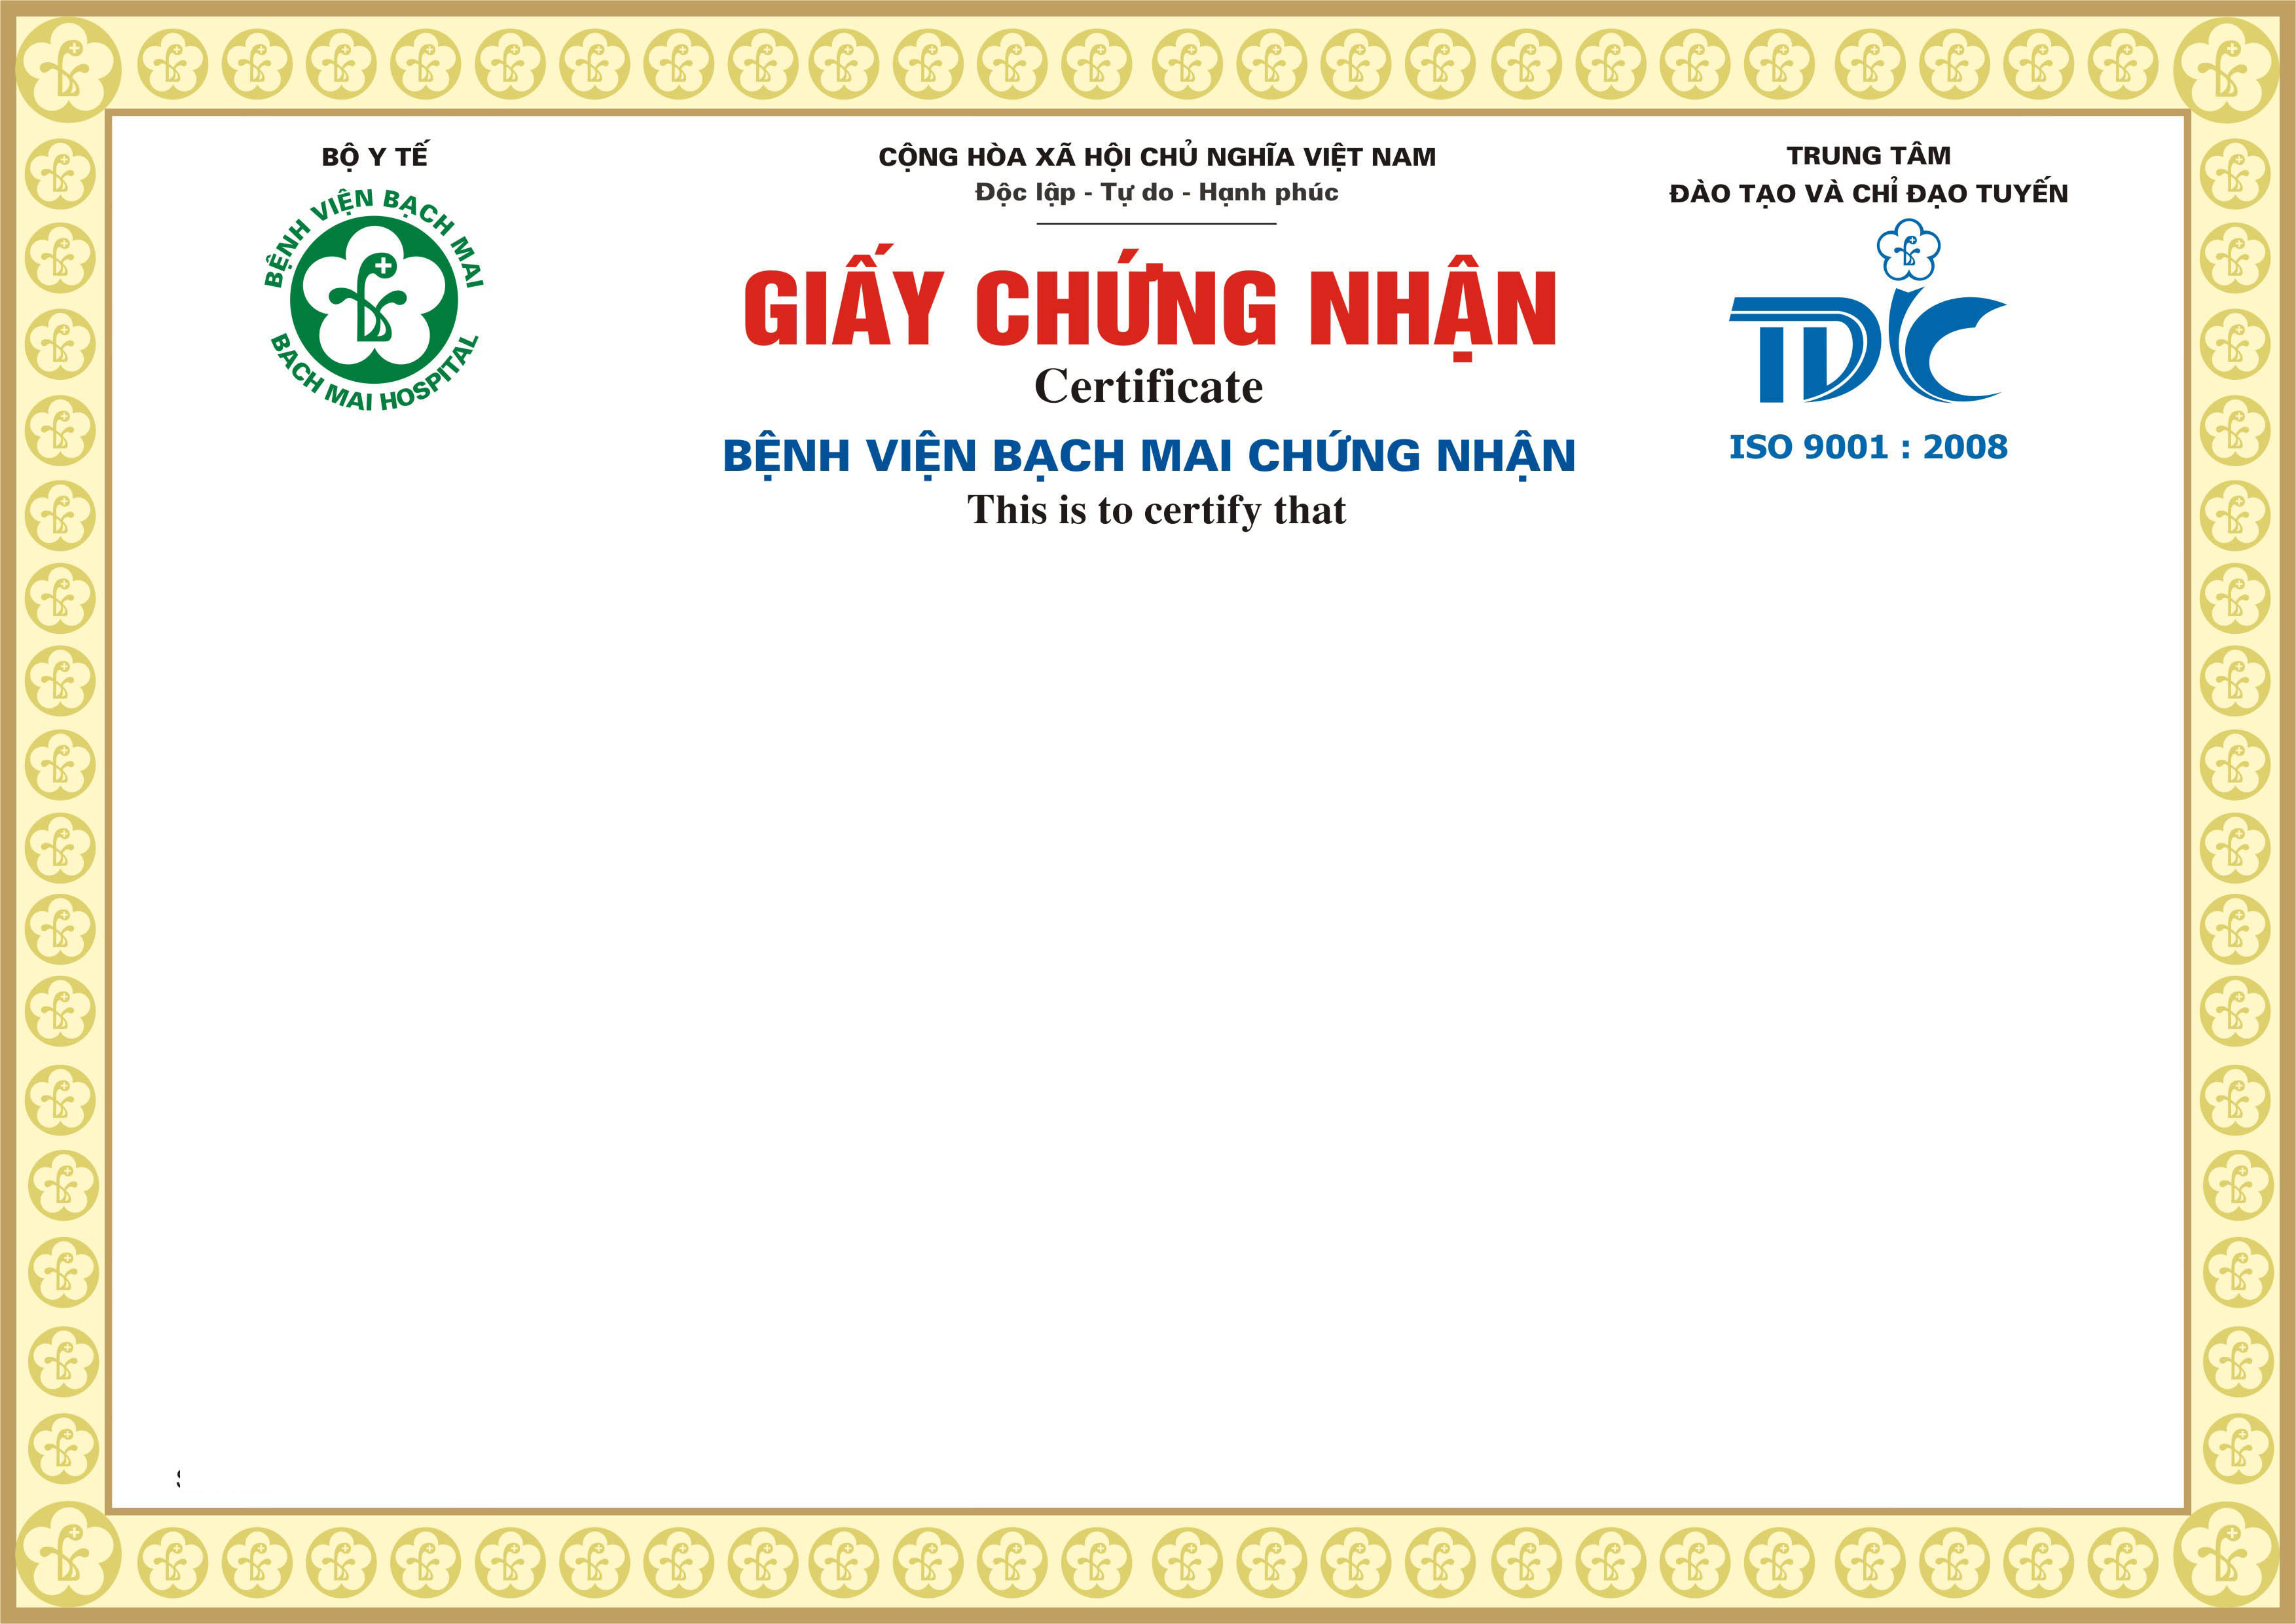 BỘ Y TẾ
BỆNH VIỆN BẠCH MAI
BACH MAI HOSPITAL
CỘNG HÒA XÃ HỘI CHỦ NGHĨA VIỆT NAM
Độc lập - Tự do - Hạnh phúc
GIẤY CHỨNG NHẬN
Certificate
BỆNH VIỆN BẠCH MAI CHỨNG NHẬN
This is to certify that
TRUNG TÂM
ĐÀO TẠO VÀ CHỈ ĐẠO TUYẾN
TDC
ISO 9001 : 2008